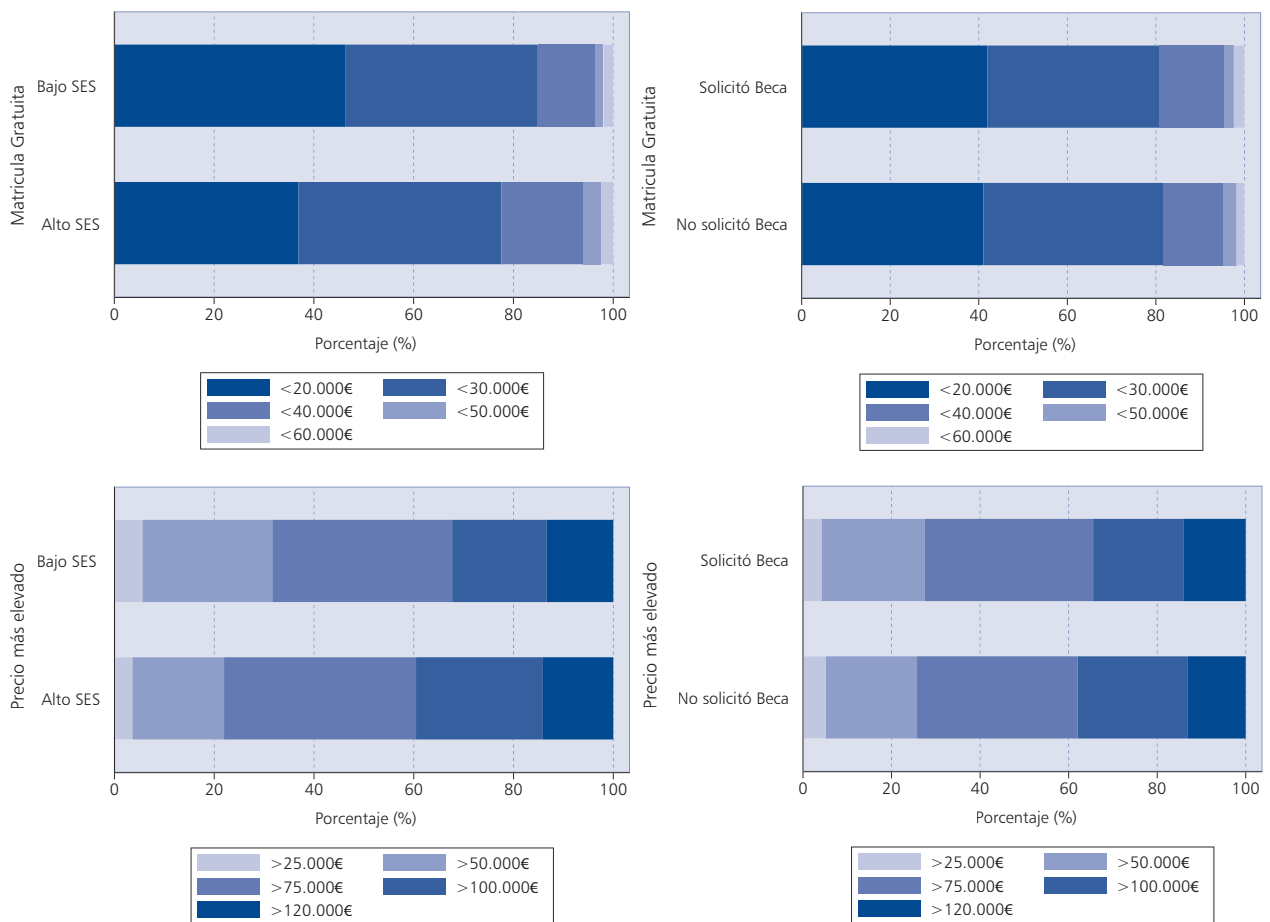 Matricula Gratuita
Bajo SES
Alto SES
0 20 40 60 80 100
Porcentaje (%)
<20.000€ <30.000€
<40.000€ <50.000€
<60.000€
Matricula Gratuita
Solicitó Beca
No solicitó Beca
0 20 40 60 80 100
Porcentaje (%)
<20.000€ <30.000€
<40.000€ <50.000€
<60.000€
Precio más elevado
Bajo SES
Alto SES
0 20 40 60 80 100
Porcentaje (%)
>25.000€ >50.000€
>75.000€ >100.000€
>120.000€
Precio más elevado
Solicitó Beca
No solicitó Beca
0 20 40 60 80 100
Porcentaje (%)
>25.000€ >50.000€
>75.000€ >100.000€
>120.000€